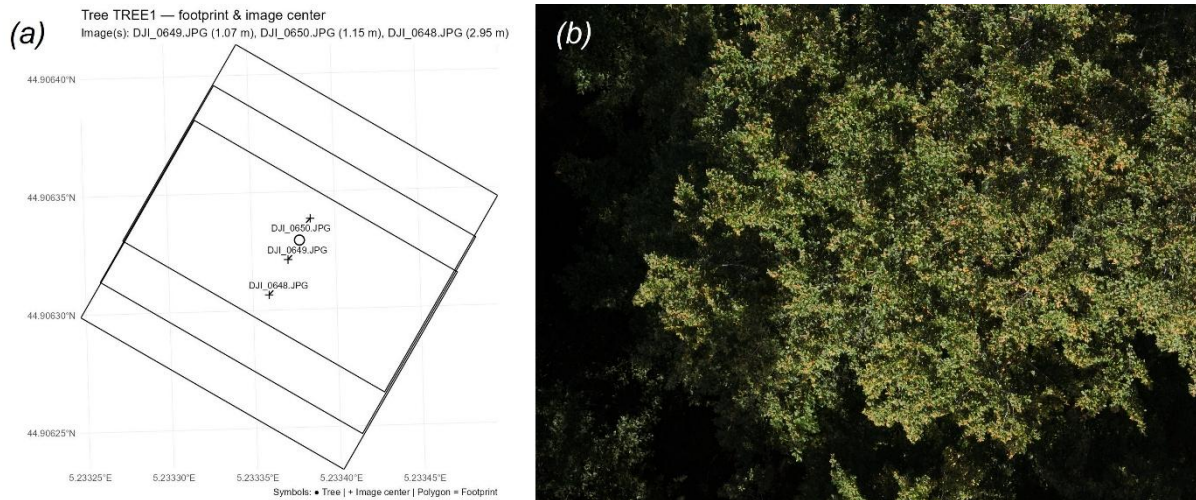 (a)
Tree TREE1 — footprint & image center
Image(s): DJI_0649.JPG (1.07 m), DJI_0650.JPG (1.15 m), DJI_0648.JPG (2.95 m)
44.90640°N
44.90635°N
44.90630°N
44.90625°N
DJI_0650.JPG
DJI_0649.JPG
DJI_0648.JPG
5.23325°E
5.23330°E
5.23335°E
5.23340°E
5.23345°E
Symbols: ● Tree | + Image center | Polygon = Footprint
(b)